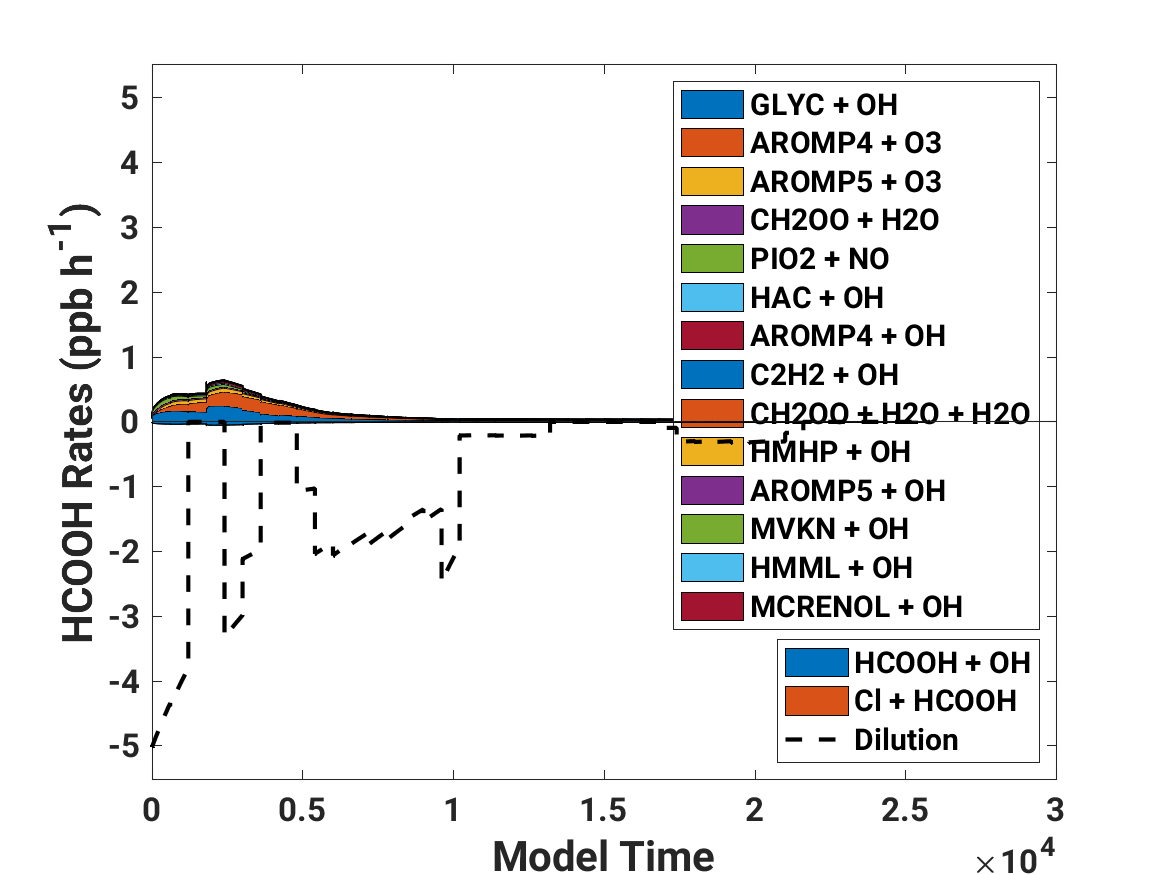 HCOOH Rates (ppb h-1)
5
4
3
2
1
0
-1
-2
-3
-4
-5
GLYC + OH
AROMP4 + O3
AROMP5 + O3
CH2OO + H2O
PIO2 + NO
HAC + OH
AROMP4 + OH
C2H2 + OH
CH2OO + H2O + H2O
HMHP + OH
AROMP5 + OH
MVKN + OH
HMML + OH
MCRENOL + OH
HCOOH + OH
Cl + HCOOH
Dilution
0 0.5 1 1.5 2 2.5 3
Model Time
×10^4